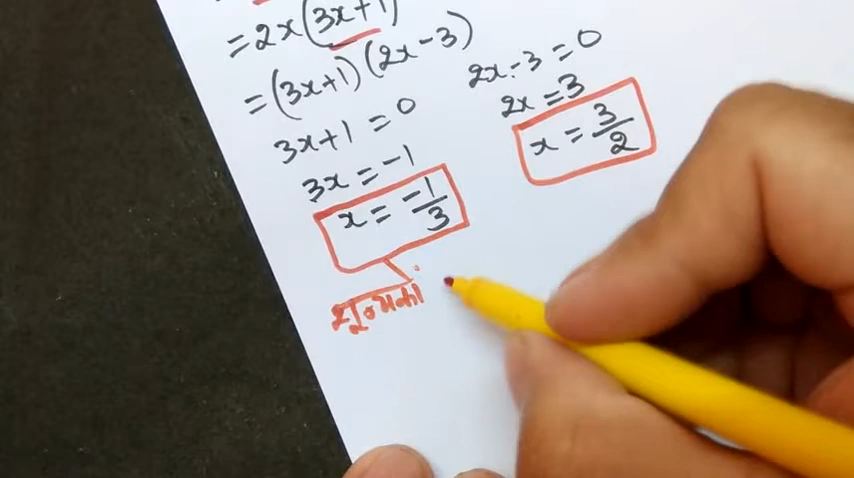 =2x(3x+1)
=(3x+1)(2x-3)
3x+1=0
3x=-1
x=-1/3
2x-3=0
2x=3
x=3/2